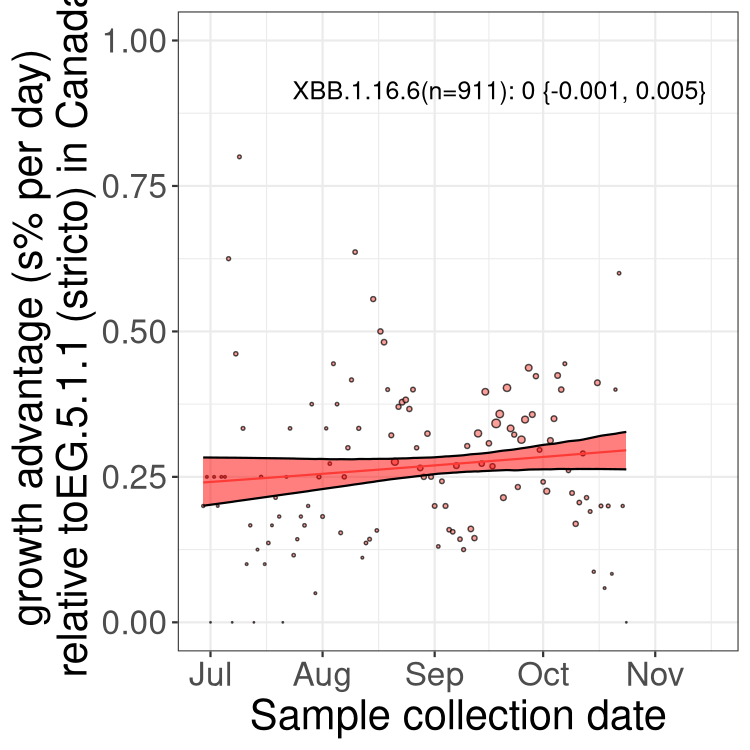 growth advantage (s% per day)
relative toEG.5.1.1 (stricto) in Canada
1.00
0.75
0.50
0.25
0.00
XBB.1.16.6(n=911): 0 {-0.001, 0.005}
Jul Aug Sep Oct Nov
Sample collection date